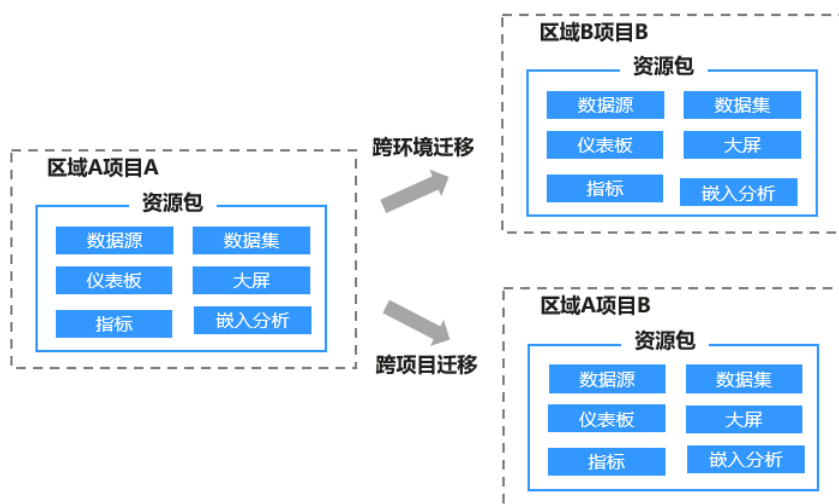 区域A项目A
资源包
数据源
数据集
仪表板
大屏
指标
嵌入分析
跨环境迁移
跨项目迁移
区域B项目B
资源包
数据源
数据集
仪表板
大屏
指标
嵌入分析
区域A项目B
资源包
数据源
数据集
仪表板
大屏
指标
嵌入分析